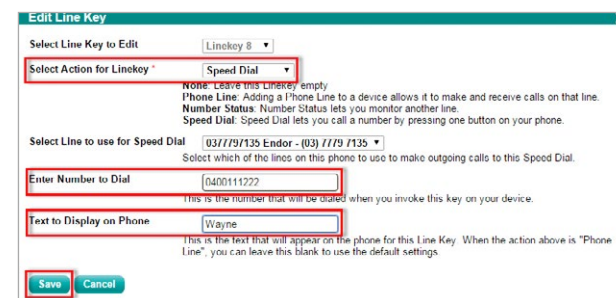 Edit Line Key
Select Line Key to Edit Linekey 8
Select Action for Linekey * Speed Dial
None: Leave this Linekey empty
Phone Line: Adding a Phone Line to a device allows it to make and receive calls on that line.
Number Status: Number Status lets you monitor another line.
Speed Dial: Speed Dial lets you call a number by pressing one button on your phone.
Select Line to use for Speed Dial 0377797135 Endor - (03) 7779 7135
Select which of the lines on this phone to use to make outgoing calls to this Speed Dial.
Enter Number to Dial 0400111222
This is the number that will be dialed when you invoke this key on your device.
Text to Display on Phone Wayne
This is the text that will appear on the phone for this Line Key. When the action above is "Phone
Line", you can leave this blank to use the default settings
Save Cancel